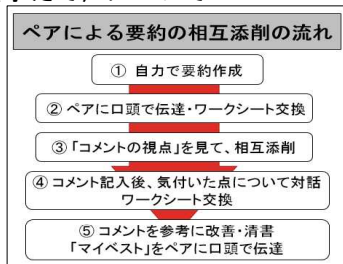 ペアによる要約の相互添削の流れ
① 自力で要約作成
② ペアに口頭で伝達・ワークシート交換
③「コメントの視点」を見て、相互添削
④ コメント記入後、気付いた点について対話
ワークシート交換
⑤ コメントを参考に改善・清書
「マイベスト」をペアに口頭で伝達